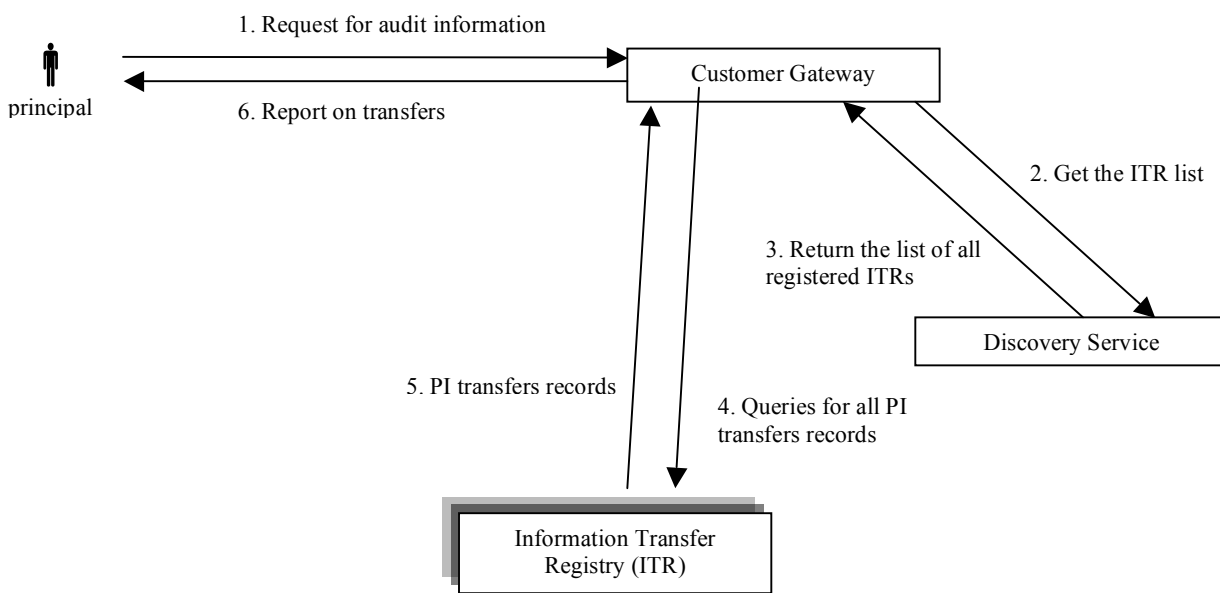 1. Request for audit information
principal
Customer Gateway
6. Report on transfers
2. Get the ITR list
3. Return the list of all
registered ITRs
Discovery Service
5. PI transfers records
4. Queries for all PI
transfers records
Information Transfer
Registry (ITR)